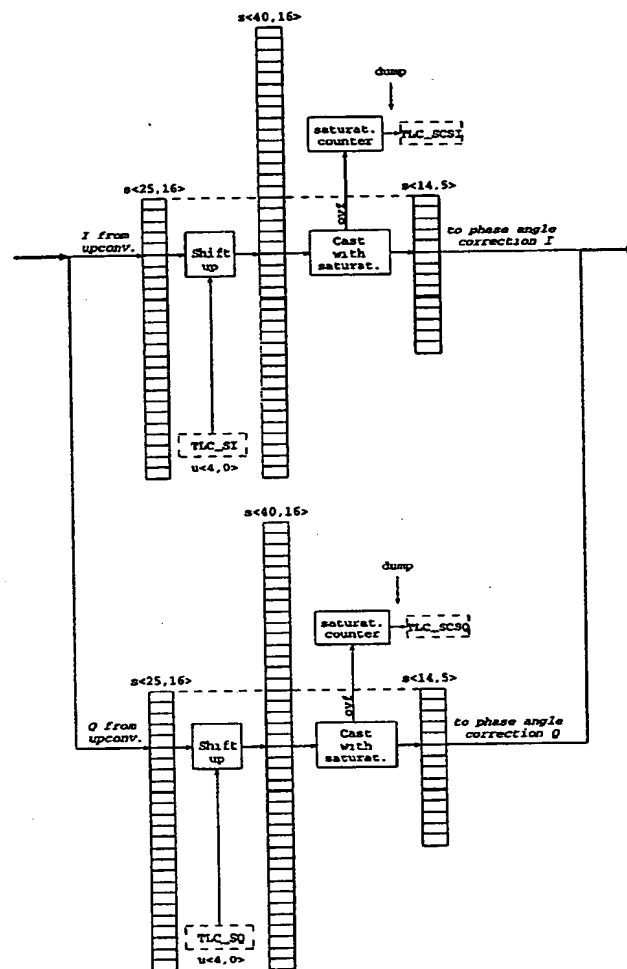 s<40,16>
dump
saturat.
counter
TLC_SCSI
s<25,16>
s<14,5>
ovf
I from
upconv.
Shift
up
Cast
with
saturat.
to phase angle
correction I
TLC_SI
u<4,0>
s<40,16>
dump
saturat.
counter
TLC_SCSQ
s<25,16>
s<14,5>
ovf
Q from
upconv.
Shift
up
Cast
with
saturat.
to phase angle
correction Q
TLC_SQ
u<4,0>